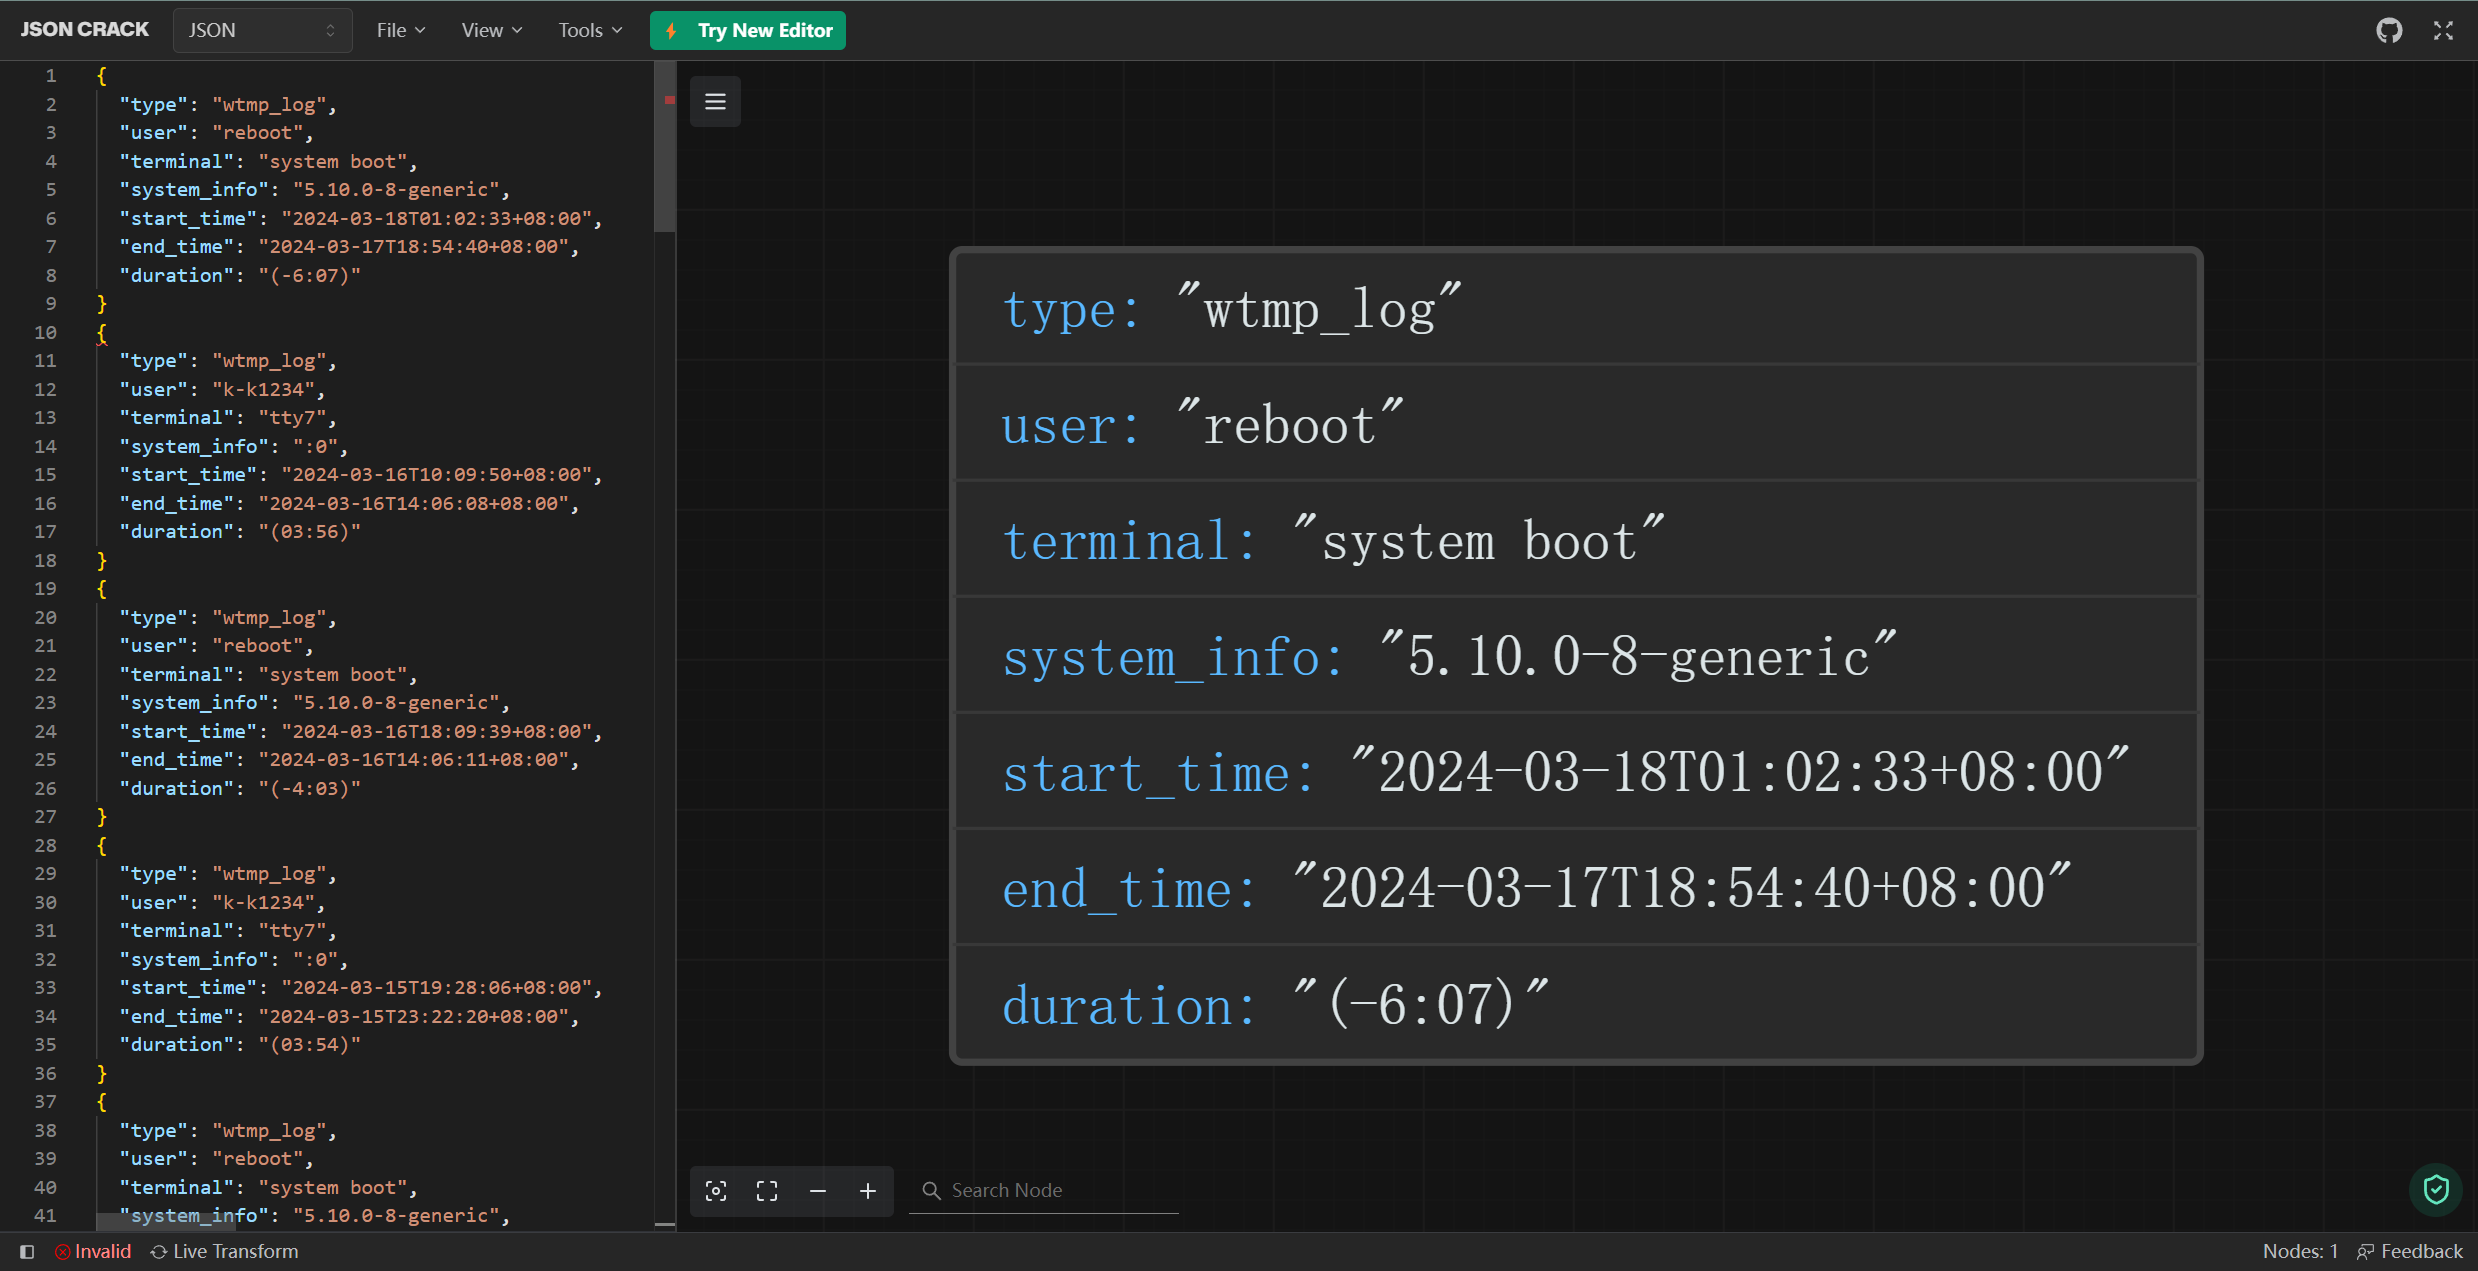 JSON CRACK JSON File View Tools Try New Editor
1 {
2 "type": "wtmp_log",
3 "user": "reboot",
4 "terminal": "system boot",
5 "system_info": "5.10.0-8-generic",
6 "start_time": "2024-03-18T01:02:33+08:00",
7 "end_time": "2024-03-17T18:54:40+08:00",
8 "duration": "(-6:07)"
9 }
10 {
11 "type": "wtmp_log",
12 "user": "k-k1234",
13 "terminal": "tty7",
14 "system_info": ":0",
15 "start_time": "2024-03-16T10:09:50+08:00",
16 "end_time": "2024-03-16T14:06:08+08:00",
17 "duration": "(03:56)"
18 }
19 {
20 "type": "wtmp_log",
21 "user": "reboot",
22 "terminal": "system boot",
23 "system_info": "5.10.0-8-generic",
24 "start_time": "2024-03-16T18:09:39+08:00",
25 "end_time": "2024-03-16T14:06:11+08:00",
26 "duration": "(-4:03)"
27 }
28 {
29 "type": "wtmp_log",
30 "user": "k-k1234",
31 "terminal": "tty7",
32 "system_info": ":0",
33 "start_time": "2024-03-15T19:28:06+08:00",
34 "end_time": "2024-03-15T23:22:20+08:00",
35 "duration": "(03:54)"
36 }
37 {
38 "type": "wtmp_log",
39 "user": "reboot",
40 "terminal": "system boot",
41 "system_info": "5.10.0-8-generic",
type: "wtmp_log"
user: "reboot"
terminal: "system boot"
system_info: "5.10.0-8-generic"
start_time: "2024-03-18T01:02:33+08:00"
end_time: "2024-03-17T18:54:40+08:00"
duration: "(-6:07)"
Search Node
Invalid Live Transform Nodes: 1 Feedback